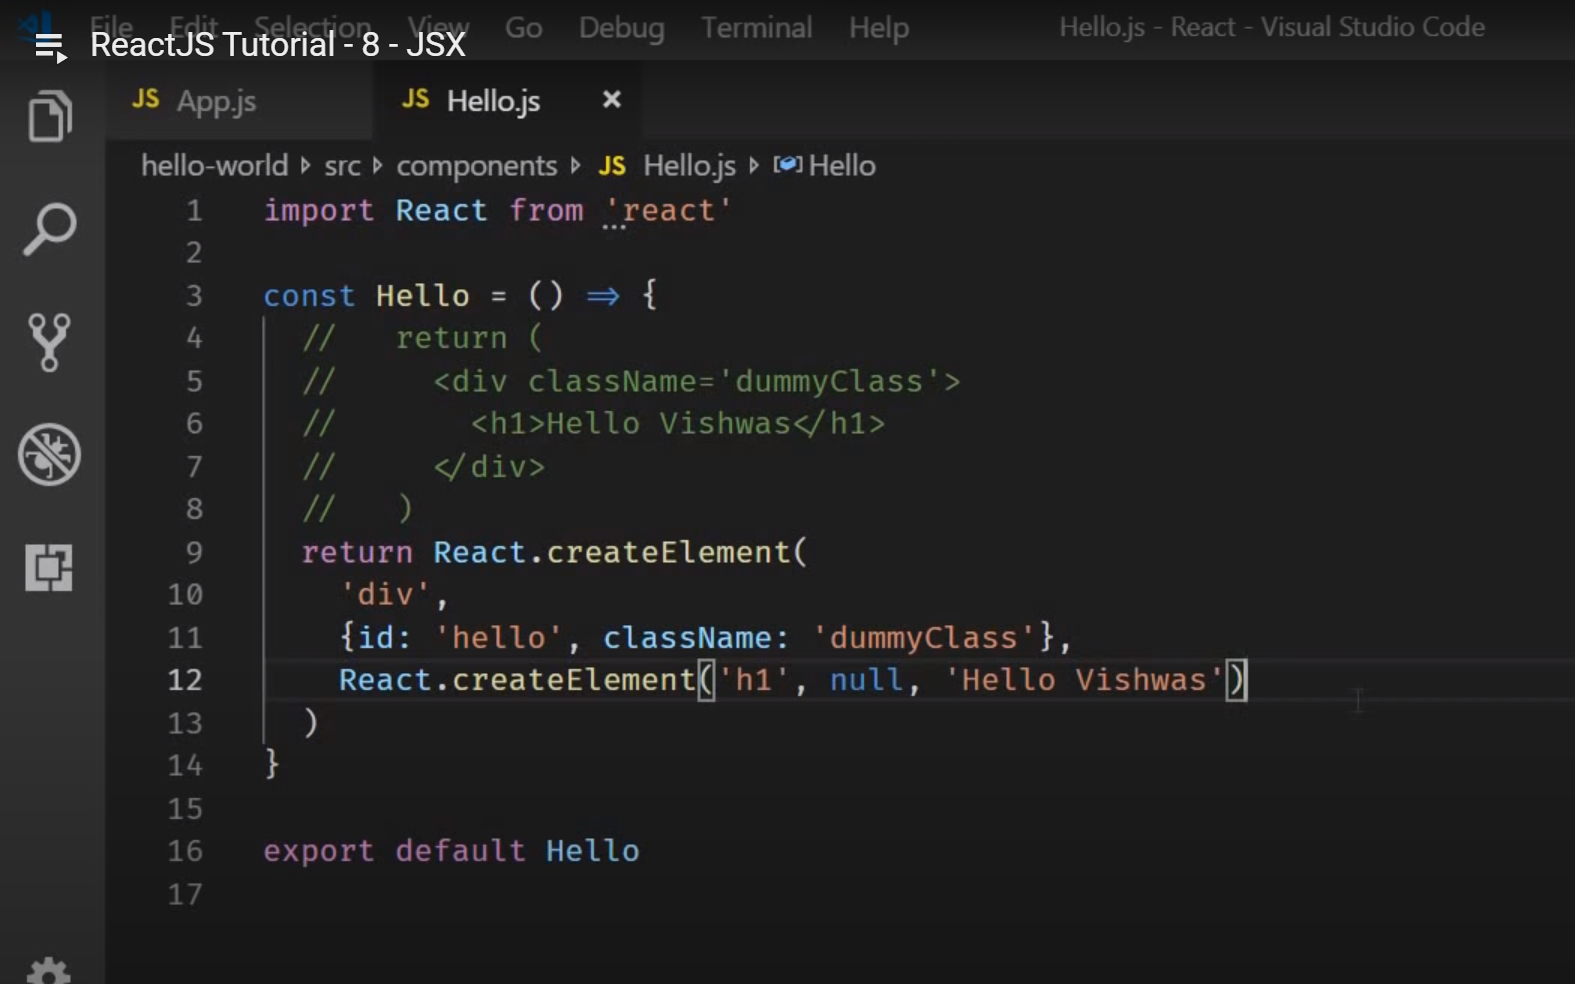 File Edit Selection View Go Debug Terminal Help Hello.js - React - Visual Studio Code
ReactJS Tutorial - 8 - JSX
JS App.js JS Hello.js ×
hello-world src components JS Hello.js Hello
1 import React from 'react'
2
3 const Hello = () => {
4 // return (
5 // <div className='dummyClass'>
6 // <h1>Hello Vishwas</h1>
7 // </div>
8 // )
9 return React.createElement(
10 'div',
11 {id: 'hello', className: 'dummyClass'},
12 React.createElement('h1', null, 'Hello Vishwas')
13 )
14 }
15
16 export default Hello
17